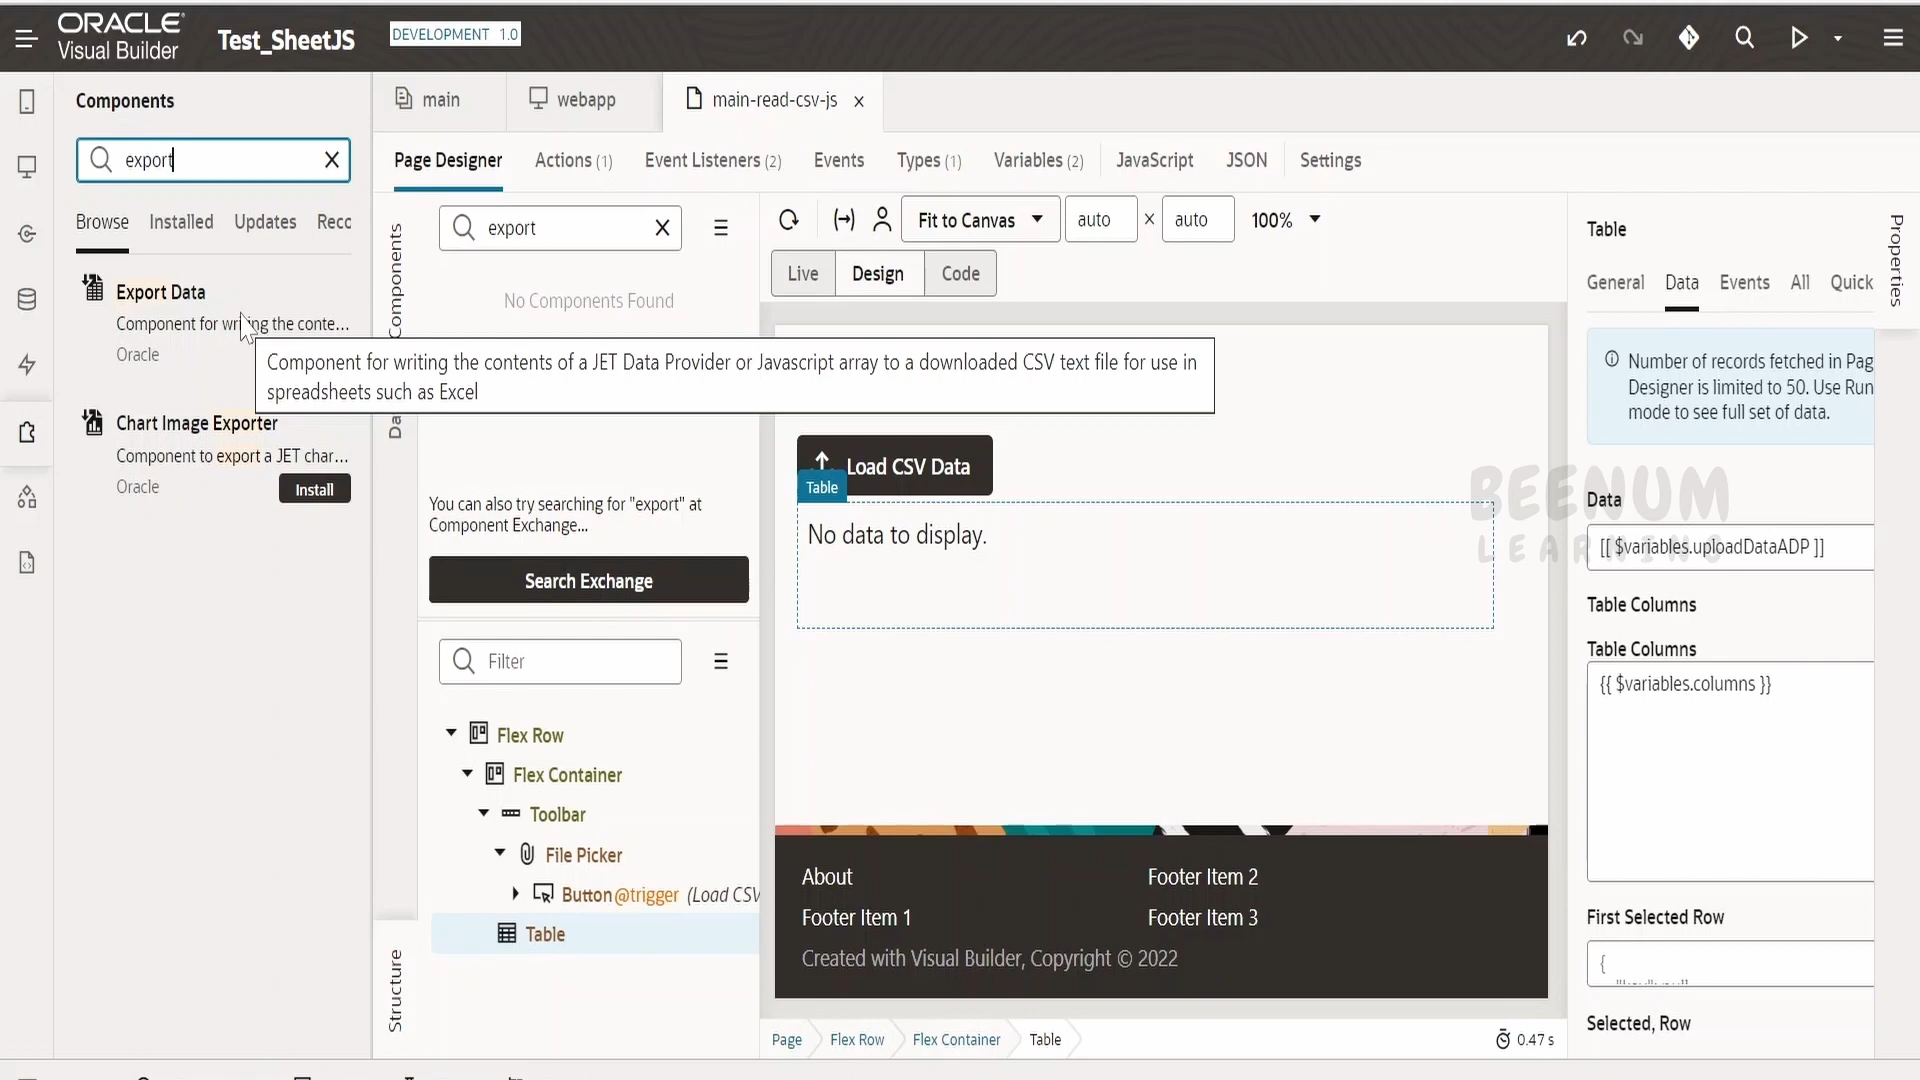 ORACLE
Visual Builder
Test_SheetJS
DEVELOPMENT 1.0
Components
export
Browse Installed Updates Recc
Export Data
Component for writing the conte...
Oracle
Chart Image Exporter
Component to export a JET char...
Oracle
Install
main
webapp
main-read-csv-js
Page Designer
Actions (1)
Event Listeners (2)
Events
Types (1)
Variables (2)
JavaScript
JSON
Settings
Components
export
No Components Found
Component for writing the contents of a JET Data Provider or Javascript array to a downloaded CSV text file for use in
spreadsheets such as Excel
Da
You can also try searching for "export" at
Component Exchange...
Search Exchange
Filter
Flex Row
Flex Container
Toolbar
File Picker
Button @trigger (Load CSV
Table
Structure
Fit to Canvas
auto × auto
100%
Live Design Code
Load CSV Data
Table
No data to display.
About
Footer Item 2
Footer Item 1
Footer Item 3
Created with Visual Builder, Copyright © 2022
Page Flex Row Flex Container Table
0.47 s
Table
Properties
General Data Events All Quick
Number of records fetched in Pag
Designer is limited to 50. Use Run
mode to see full set of data.
BEENUM
LEARNING
Data
[[ $variables.uploadDataADP ]]
Table Columns
Table Columns
{{ $variables.columns }}
First Selected Row
{
Selected, Row